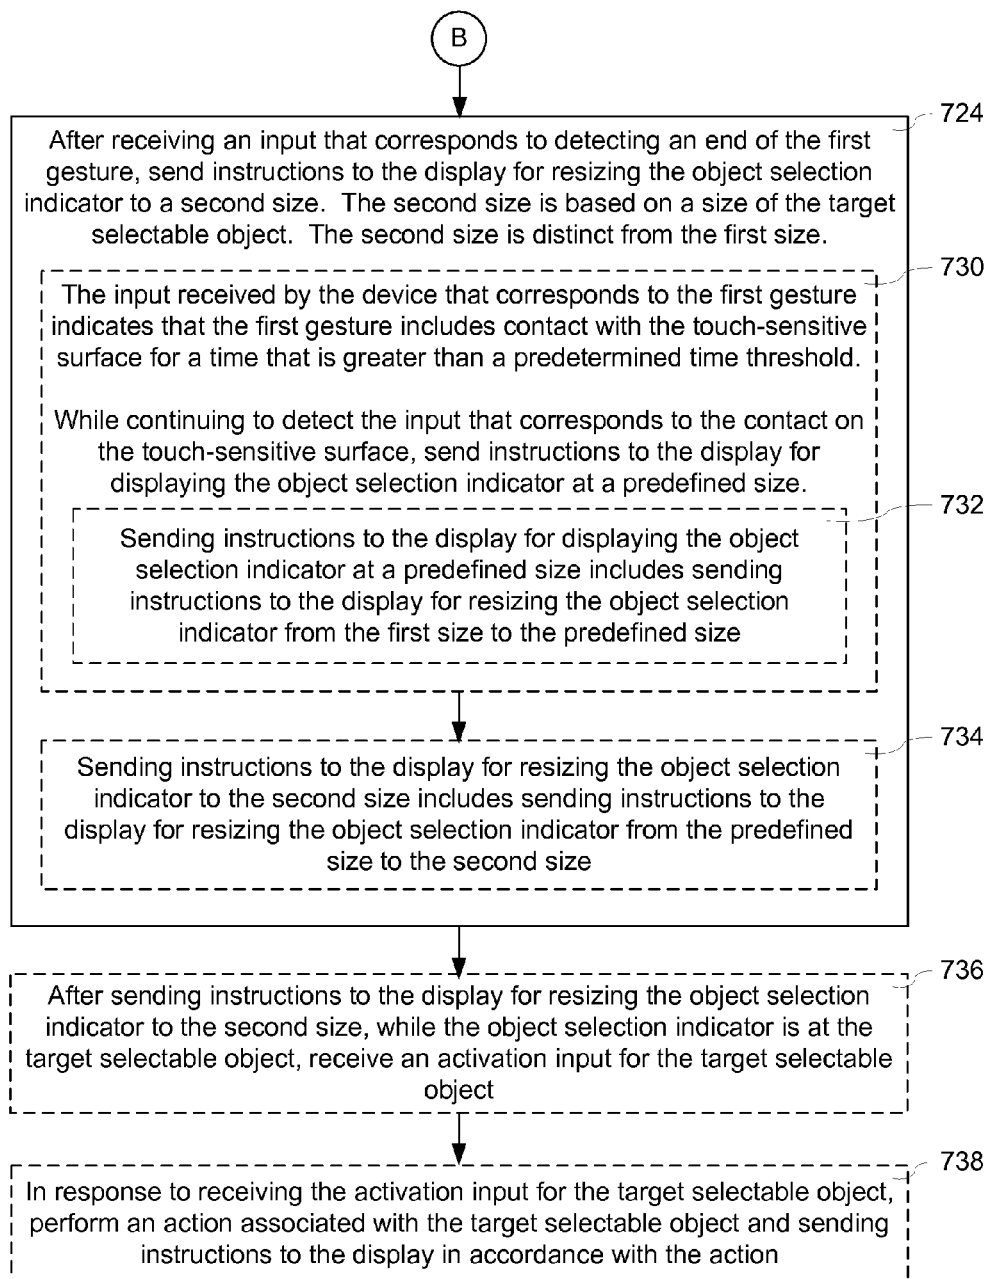 B
724
After receiving an input that corresponds to detecting an end of the first
gesture, send instructions to the display for resizing the object selection
indicator to a second size.  The second size is based on a size of the target
selectable object.  The second size is distinct from the first size.
730
The input received by the device that corresponds to the first gesture
indicates that the first gesture includes contact with the touch-sensitive
surface for a time that is greater than a predetermined time threshold.
While continuing to detect the input that corresponds to the contact on
the touch-sensitive surface, send instructions to the display for
displaying the object selection indicator at a predefined size.
732
Sending instructions to the display for displaying the object
selection indicator at a predefined size includes sending
instructions to the display for resizing the object selection
indicator from the first size to the predefined size
734
Sending instructions to the display for resizing the object selection
indicator to the second size includes sending instructions to the
display for resizing the object selection indicator from the predefined
size to the second size
736
After sending instructions to the display for resizing the object selection
indicator to the second size, while the object selection indicator is at the
target selectable object, receive an activation input for the target selectable
object
738
In response to receiving the activation input for the target selectable object,
perform an action associated with the target selectable object and sending
instructions to the display in accordance with the action